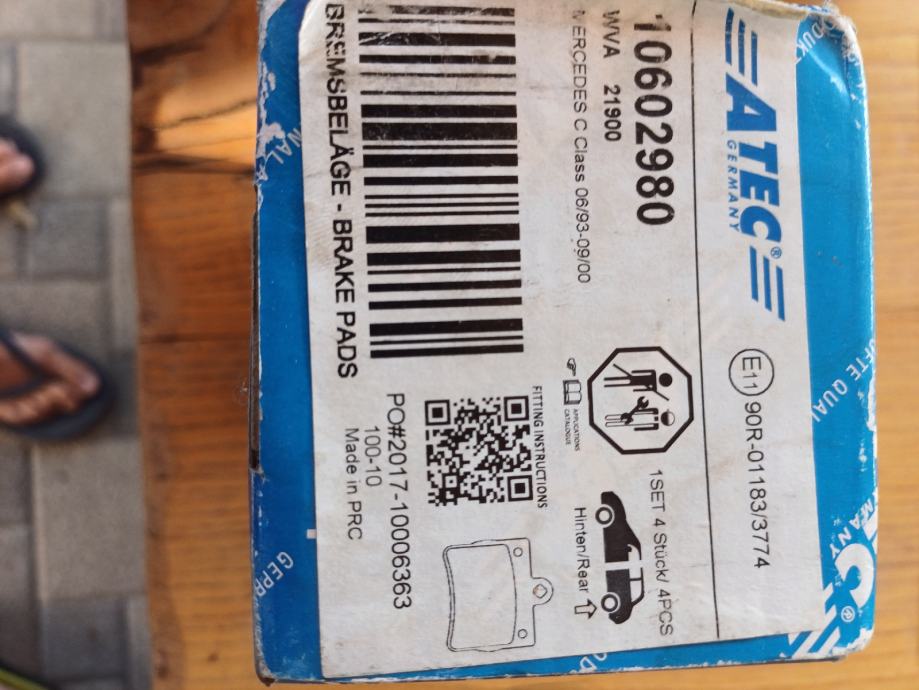 ATEC®
GERMANY
E11 90R-01183/3774
10602980
WVA 21900
MERCEDES C Class 06/93-09/00
1SET 4 Stück/ 4PCS
Hinten/Rear
APPLICATIONS
CATALOGUE
FITTING INSTRUCTIONS
BREMSBELÄGE - BRAKE PADS
PO#2017-10006363
100-10
Made in PRC